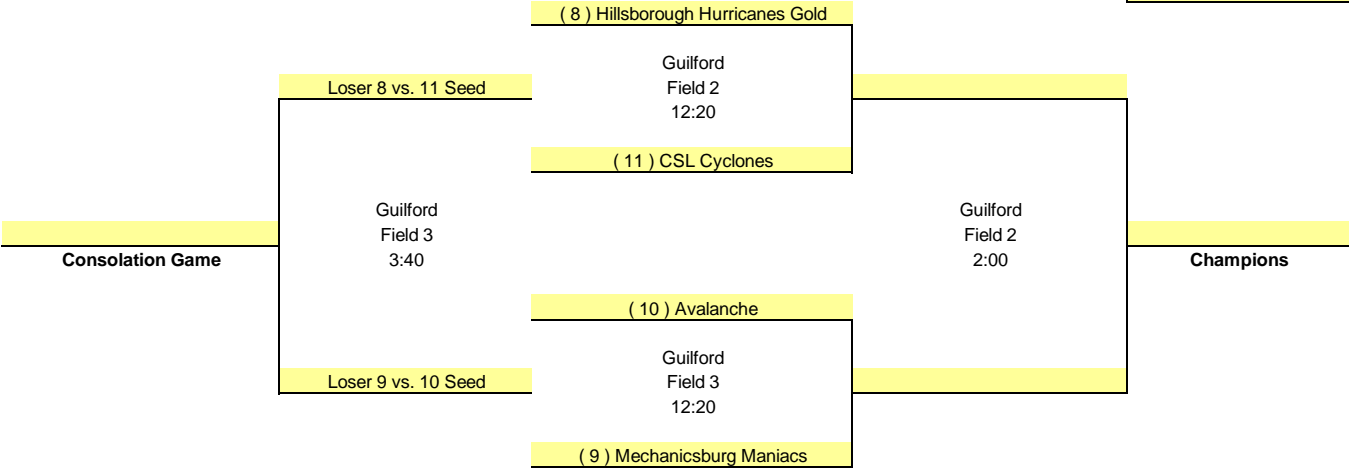 ( 8 ) Hillsborough Hurricanes Gold
Guilford
Loser 8 vs. 11 Seed
Field 2
12:20
( 11 ) CSL Cyclones
Guilford
Field 3
3:40
Consolation Game
Guilford
Field 2
2:00
Champions
( 10 ) Avalanche
Guilford
Loser 9 vs. 10 Seed
Field 3
12:20
( 9 ) Mechanicsburg Maniacs